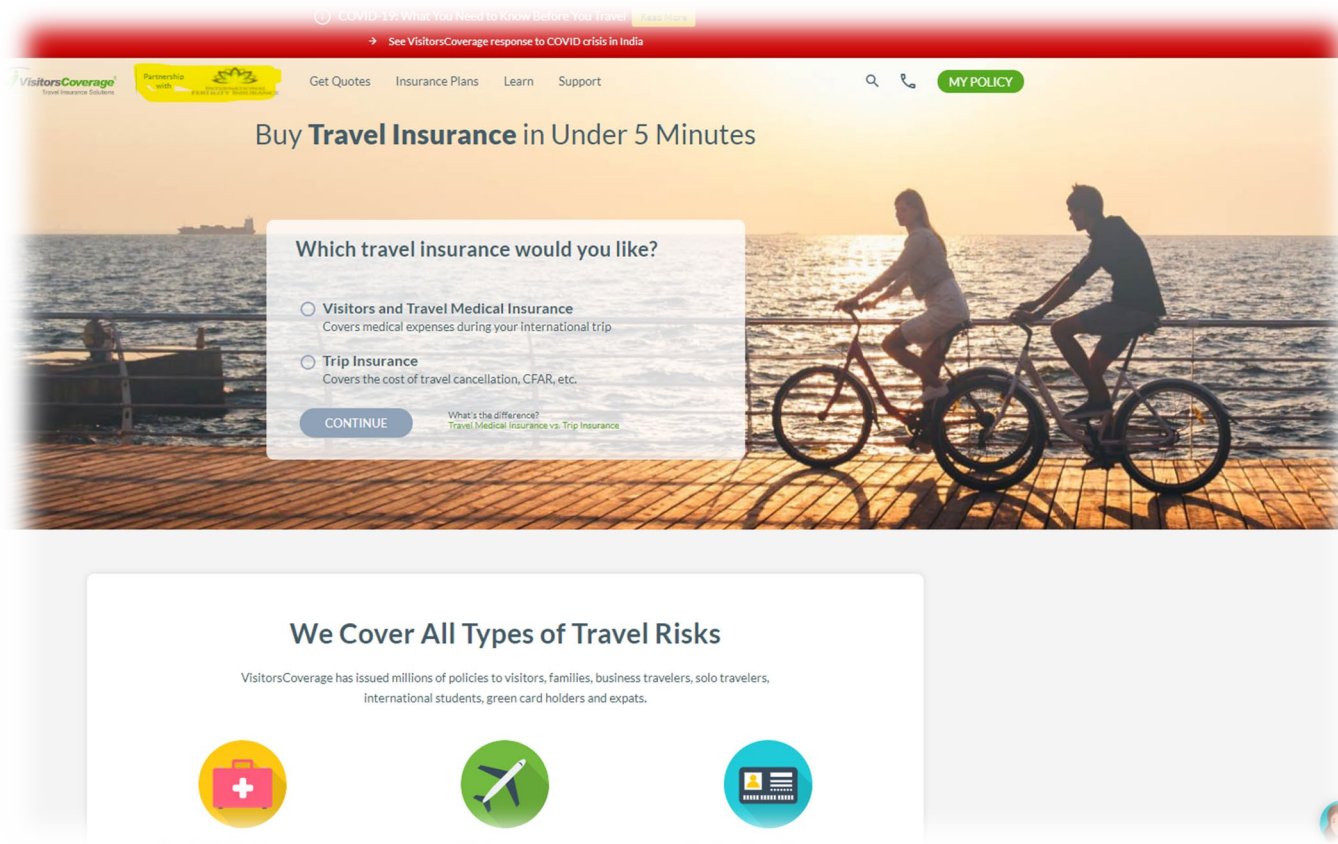 COVID-19: What You Need to Know Before You Travel Read More
→ See VisitorsCoverage response to COVID crisis in India
VisitorsCoverage®
Travel Insurance Solutions
Partnership
with
INTERNATIONAL
FERTILITY INSURANCE
Get Quotes Insurance Plans Learn Support
MY POLICY
Buy Travel Insurance in Under 5 Minutes
Which travel insurance would you like?
Visitors and Travel Medical Insurance
Covers medical expenses during your international trip
Trip Insurance
Covers the cost of travel cancellation, CFAR, etc.
CONTINUE
What's the difference?
Travel Medical Insurance vs. Trip Insurance
We Cover All Types of Travel Risks
VisitorsCoverage has issued millions of policies to visitors, families, business travelers, solo travelers,
international students, green card holders and expats.